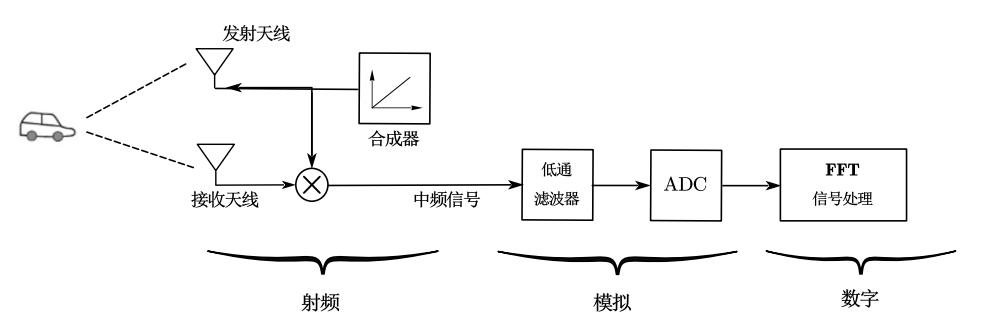 发射天线
合成器
接收天线
中频信号
低通
滤波器
ADC
FFT
信号处理
射频
模拟
数字